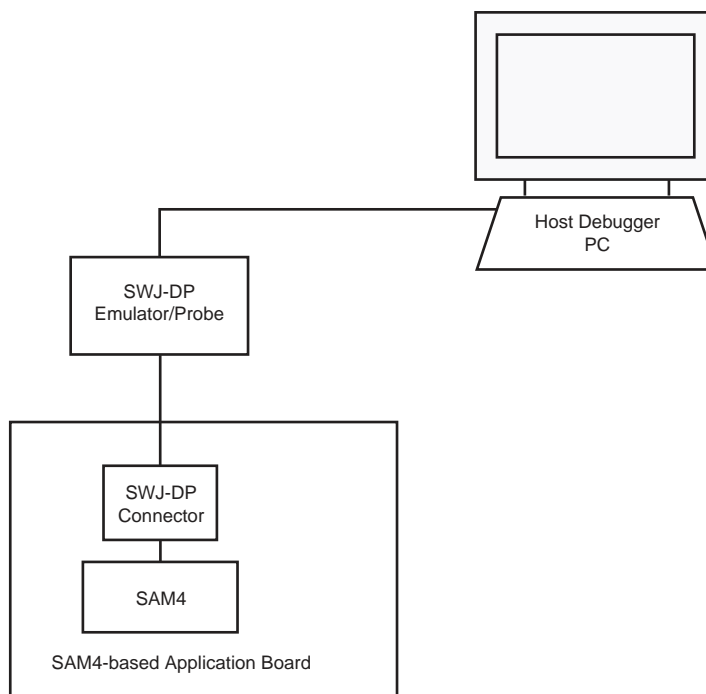 Host Debugger
PC
SWJ-DP
Emulator/Probe
SWJ-DP
Connector
SAM4
SAM4-based Application Board